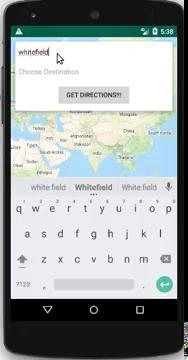 5:38
whitefield
Choose Destination
GET DIRECTIONS!!!
white field Whitefield White field
q w e r t y u i o p
a s d f g h j k l
z x c v b n m
?123 , .